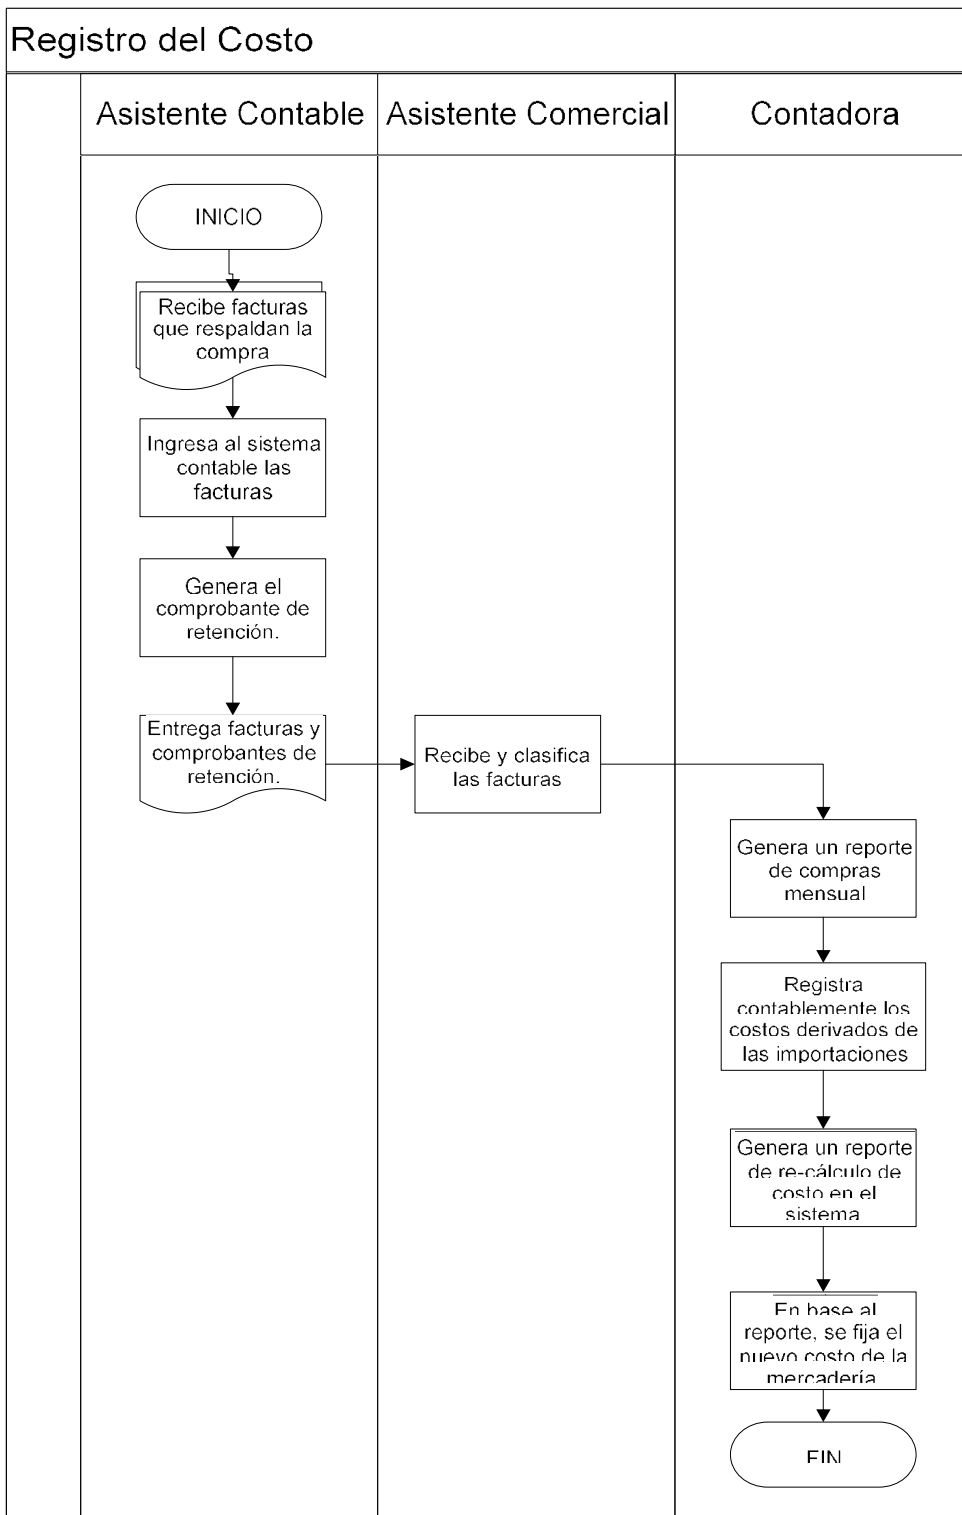 Registro del Costo
Asistente Contable
Asistente Comercial
Contadora
INICIO
Recibe facturas
que respaldan la
compra
Ingresa al sistema
contable las
facturas
Genera el
comprobante de
retención.
Entrega facturas y
comprobantes de
retención.
Recibe y clasifica
las facturas
Genera un reporte
de compras
mensual
Registra
contablemente los
costos derivados de
las importaciones
Genera un reporte
de re-cálculo de
costo en el
sistema
En base al
reporte, se fija el
nuevo costo de la
mercadería
FIN